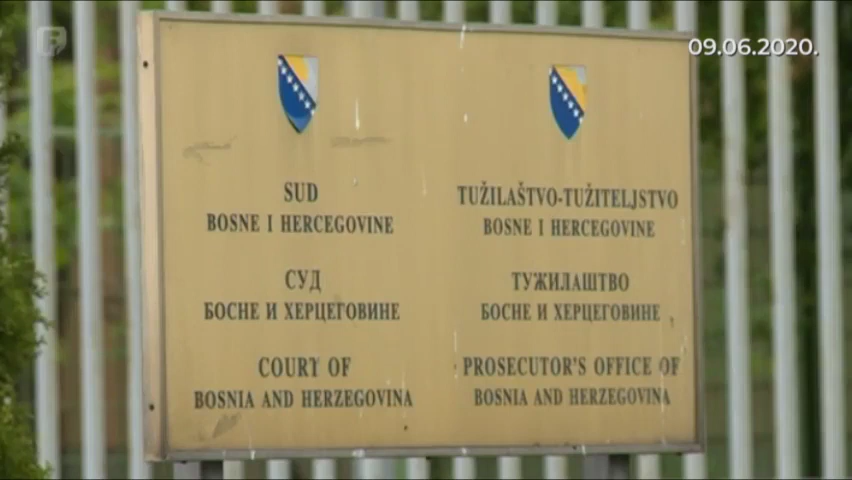 09.06.2020.
SUD
BOSNE I HERCEGOVINE
СУД
БОСНЕ И ХЕРЦЕГОВИНЕ
COURT OF
BOSNIA AND HERZEGOVINA
TUŽILAŠTVO-TUŽITELJSTVO
BOSNE I HERCEGOVINE
ТУЖИЛАШТВО
БОСНЕ И ХЕРЦЕГОВИНЕ
PROSECUTOR'S OFFICE OF
BOSNIA AND HERZEGOVINA